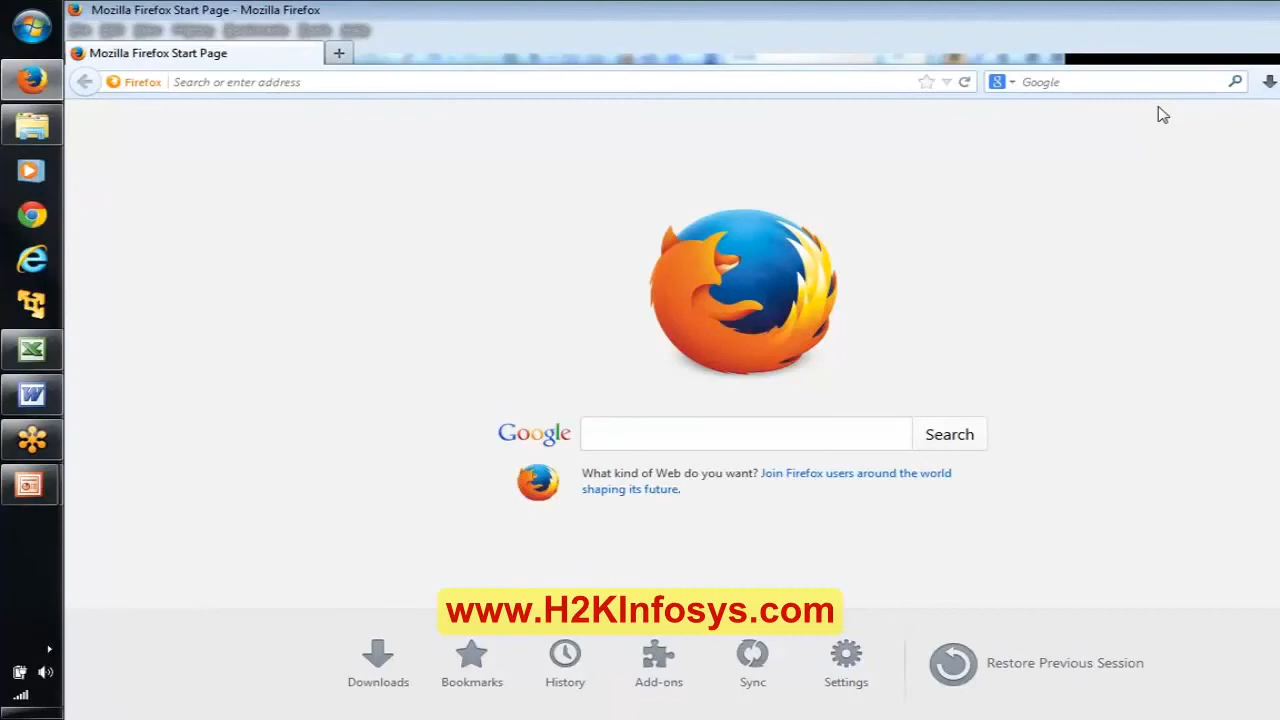 Mozilla Firefox Start Page - Mozilla Firefox
Mozilla Firefox Start Page
Firefox Search or enter address
Google
Google Search
What kind of Web do you want? Join Firefox users around the world
shaping its future.
www.H2KInfosys.com
Downloads Bookmarks History Add-ons Sync Settings Restore Previous Session